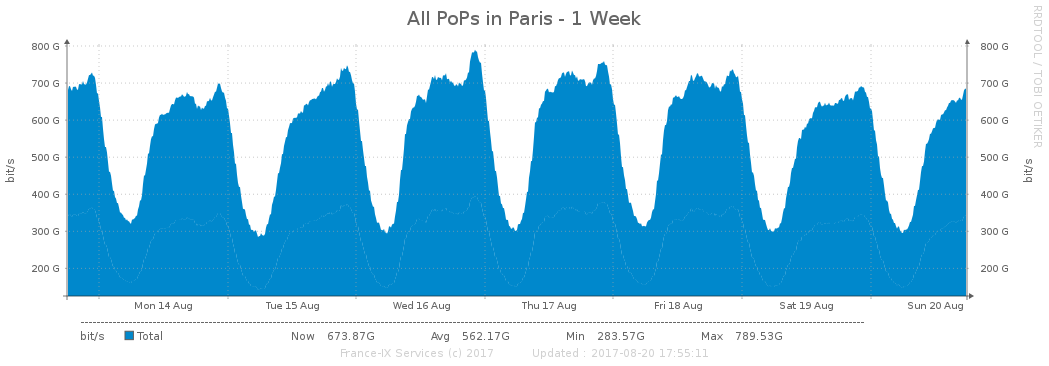 All PoPs in Paris - 1 Week
RRDTOOL / TOBI OETIKER
800 G 800 G
700 G 700 G
600 G 600 G
500 G 500 G
400 G 400 G
300 G 300 G
200 G 200 G
bit/s bit/s
Mon 14 Aug Tue 15 Aug Wed 16 Aug Thu 17 Aug Fri 18 Aug Sat 19 Aug Sun 20 Aug
bit/s Total Now 673.87G Avg 562.17G Min 283.57G Max 789.53G
France-IX Services (c) 2017 Updated : 2017-08-20 17:55:11